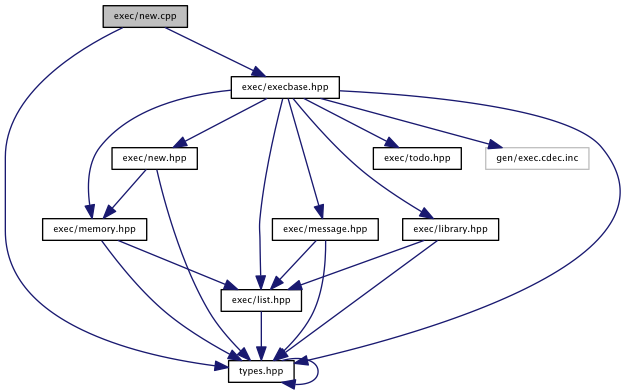 exec/new.cpp
exec/execbase.hpp
exec/new.hpp
exec/todo.hpp
gen/exec.cdec.inc
exec/memory.hpp
exec/message.hpp
exec/library.hpp
exec/list.hpp
types.hpp